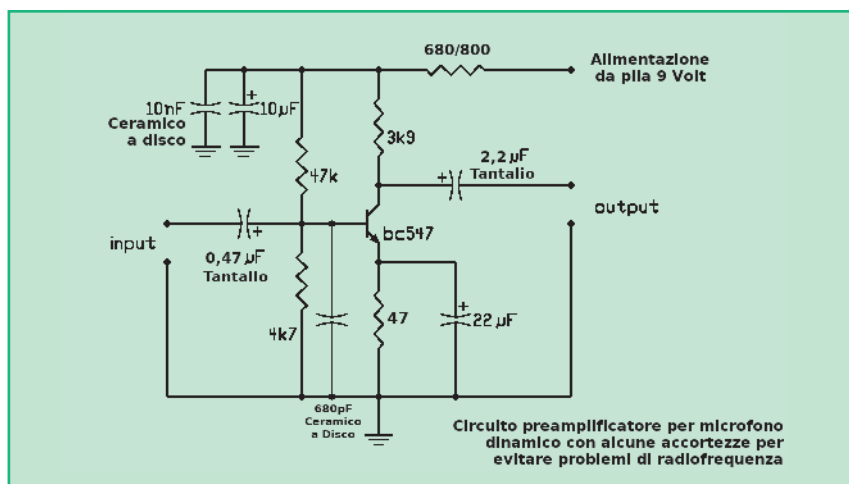 680/800
Alimentazione
da pila 9 Volt
10nF
10µF
Ceramico
a disco
+
47k
3k9
2,2µF
Tantalio
+
output
bc547
input
+
0,47µF
Tantallo
4k7
47
+
22µF
680pF
Ceramico
a Disco
Circuito preamplificatore per microfono
dinamico con alcune accortezze per
evitare problemi di radiofrequenza